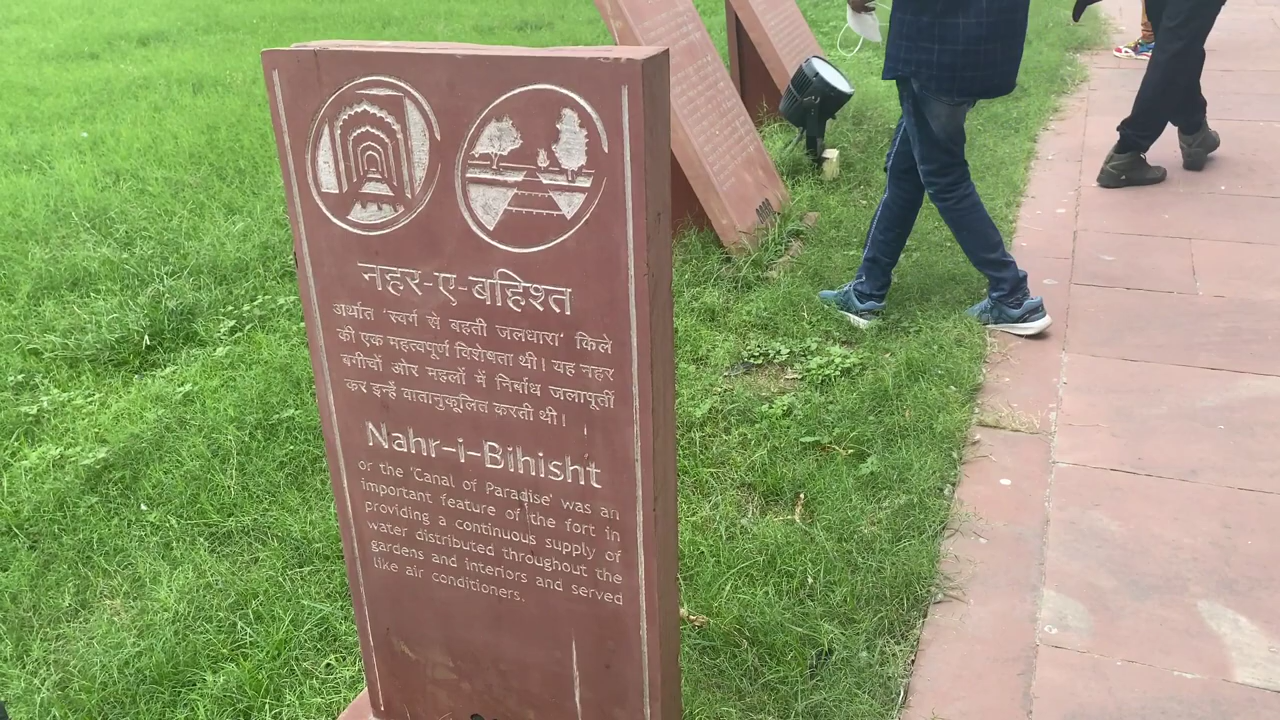 नहर-ए-बहिश्त
अर्थात 'स्वर्ग से बहती जलधारा' किले
की एक महत्वपूर्ण विशेषता थी। यह नहर
बगीचों और महलों में निर्बाध जलापूर्ती
कर इन्हें वातानुकूलित करती थी।
Nahr-i-Bihisht
or the 'Canal of Paradise' was an
important feature of the fort in
providing a continuous supply of
water distributed throughout the
gardens and interiors and served
like air conditioners.